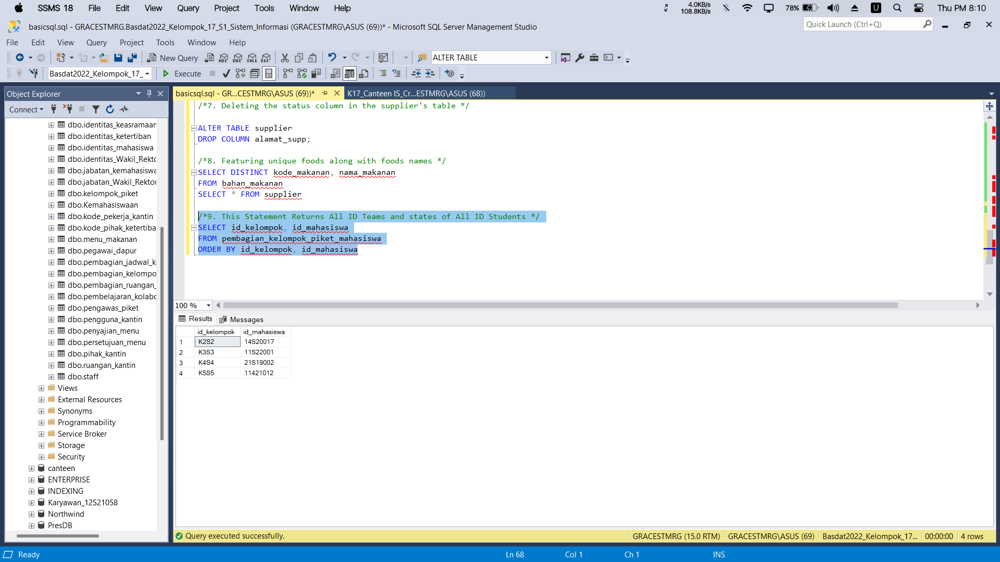 SSMS 18 File Edit View Query Project Tools Window Help 4.0KB/s 108.8KB/s 78% U Thu PM 8:10
basicsql.sql - GRACESTMRG.Basdat2022_Kelompok_17_S1_Sistem_Informasi (GRACESTMRG\ASUS (69))* - Microsoft SQL Server Management Studio
Quick Launch (Ctrl+Q)
File Edit View Query Project Tools Window Help
New Query MDX DMX XMLA DAX ALTER TABLE
Basdat2022_Kelompok_17_ Execute
Object Explorer
Connect
dbo.identitas_keasramaan
dbo.identitas_ketertiban
dbo.identitas_mahasiswa
dbo.identitas_Wakil_Rekto
dbo.jabatan_kemahasiswa
dbo.jabatan_Wakil_Rektor
dbo.kelompok_piket
dbo.Kemahasiswaan
dbo.kode_pekerja_kantin
dbo.kode_pihak_ketertiba
dbo.menu_makanan
dbo.pegawai_dapur
dbo.pembagian_jadwal_k
dbo.pembagian_kelompo
dbo.pembagian_ruangan_
dbo.pembelajaran_kolabo
dbo.pengawas_piket
dbo.pengguna_kantin
dbo.penyajian_menu
dbo.persetujuan_menu
dbo.pihak_kantin
dbo.ruangan_kantin
dbo.staff
Views
External Resources
Synonyms
Programmability
Service Broker
Storage
Security
canteen
ENTERPRISE
INDEXING
Karyawan_12S21058
Northwind
PresDB
basicsql.sql - GR...CESTMRG\ASUS (69))* K17_Canteen IS_Cr...ESTMRG\ASUS (68))
/*7. Deleting the status column in the supplier's table */
ALTER TABLE supplier
DROP COLUMN alamat_supp;
/*8. Featuring unique foods along with foods names */
SELECT DISTINCT kode_makanan, nama_makanan
FROM bahan_makanan
SELECT * FROM supplier
/*9. This Statement Returns All ID Teams and states of All ID Students */
SELECT id_kelompok, id_mahasiswa
FROM pembagian_kelompok_piket_mahasiswa
ORDER BY id_kelompok, id_mahasiswa
100 %
Results Messages
id_kelompok id_mahasiswa
1 K2S2 14S20017
2 K3S3 11S22001
3 K4S4 21S19002
4 K5S5 11421012
Query executed successfully. GRACESTMRG (15.0 RTM) GRACESTMRG\ASUS (69) Basdat2022_Kelompok_17... 00:00:00 4 rows
Ready Ln 68 Col 1 Ch 1 INS